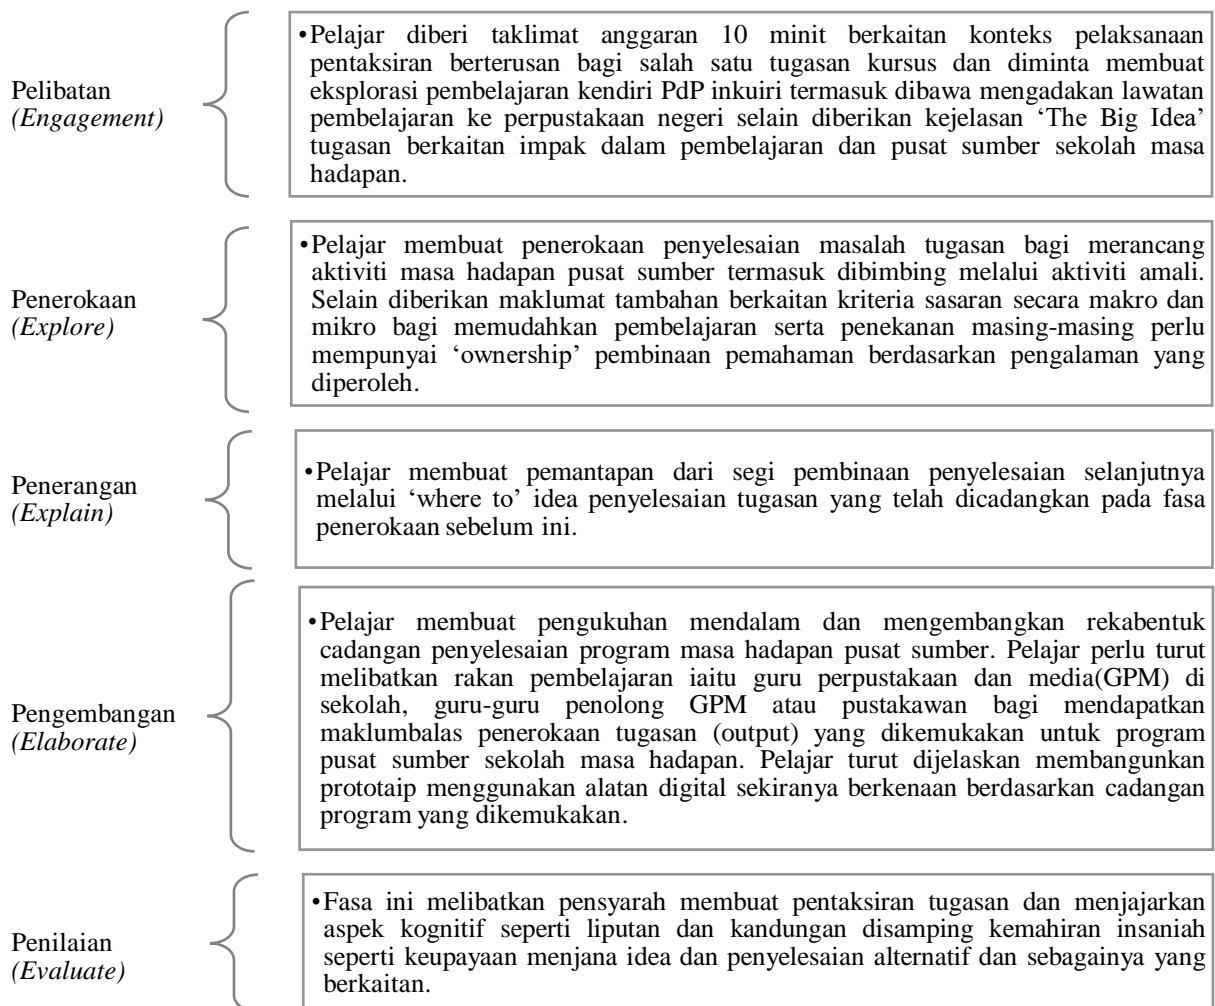 Pelibatan
(Engagement)
•Pelajar diberi taklimat anggaran 10 minit berkaitan konteks pelaksanaan
pentaksiran berterusan bagi salah satu tugasan kursus dan diminta membuat
eksplorasi pembelajaran kendiri PdP inkuiri termasuk dibawa mengadakan lawatan
pembelajaran ke perpustakaan negeri selain diberikan kejelasan ‘The Big Idea’
tugasan berkaitan impak dalam pembelajaran dan pusat sumber sekolah masa
hadapan.
Penerokaan
(Explore)
•Pelajar membuat penerokaan penyelesaian masalah tugasan bagi merancang
aktiviti masa hadapan pusat sumber termasuk dibimbing melalui aktiviti amali.
Selain diberikan maklumat tambahan berkaitan kriteria sasaran secara makro dan
mikro bagi memudahkan pembelajaran serta penekanan masing-masing perlu
mempunyai ‘ownership’ pembinaan pemahaman berdasarkan pengalaman yang
diperoleh.
Penerangan
(Explain)
•Pelajar membuat pemantapan dari segi pembinaan penyelesaian selanjutnya
melalui ‘where to’ idea penyelesaian tugasan yang telah dicadangkan pada fasa
penerokaan sebelum ini.
Pengembangan
(Elaborate)
•Pelajar membuat pengukuhan mendalam dan mengembangkan rekabentuk
cadangan penyelesaian program masa hadapan pusat sumber. Pelajar perlu turut
melibatkan rakan pembelajaran iaitu guru perpustakaan dan media(GPM) di
sekolah, guru-guru penolong GPM atau pustakawan bagi mendapatkan
maklumbalas penerokaan tugasan (output) yang dikemukakan untuk program
pusat sumber sekolah masa hadapan. Pelajar turut dijelaskan membangunkan
prototaip menggunakan alatan digital sekiranya berkenaan berdasarkan cadangan
program yang dikemukakan.
Penilaian
(Evaluate)
•Fasa ini melibatkan pensyarah membuat pentaksiran tugasan dan menjajarkan
aspek kognitif seperti liputan dan kandungan disamping kemahiran insaniah
seperti keupayaan menjana idea dan penyelesaian alternatif dan sebagainya yang
berkaitan.